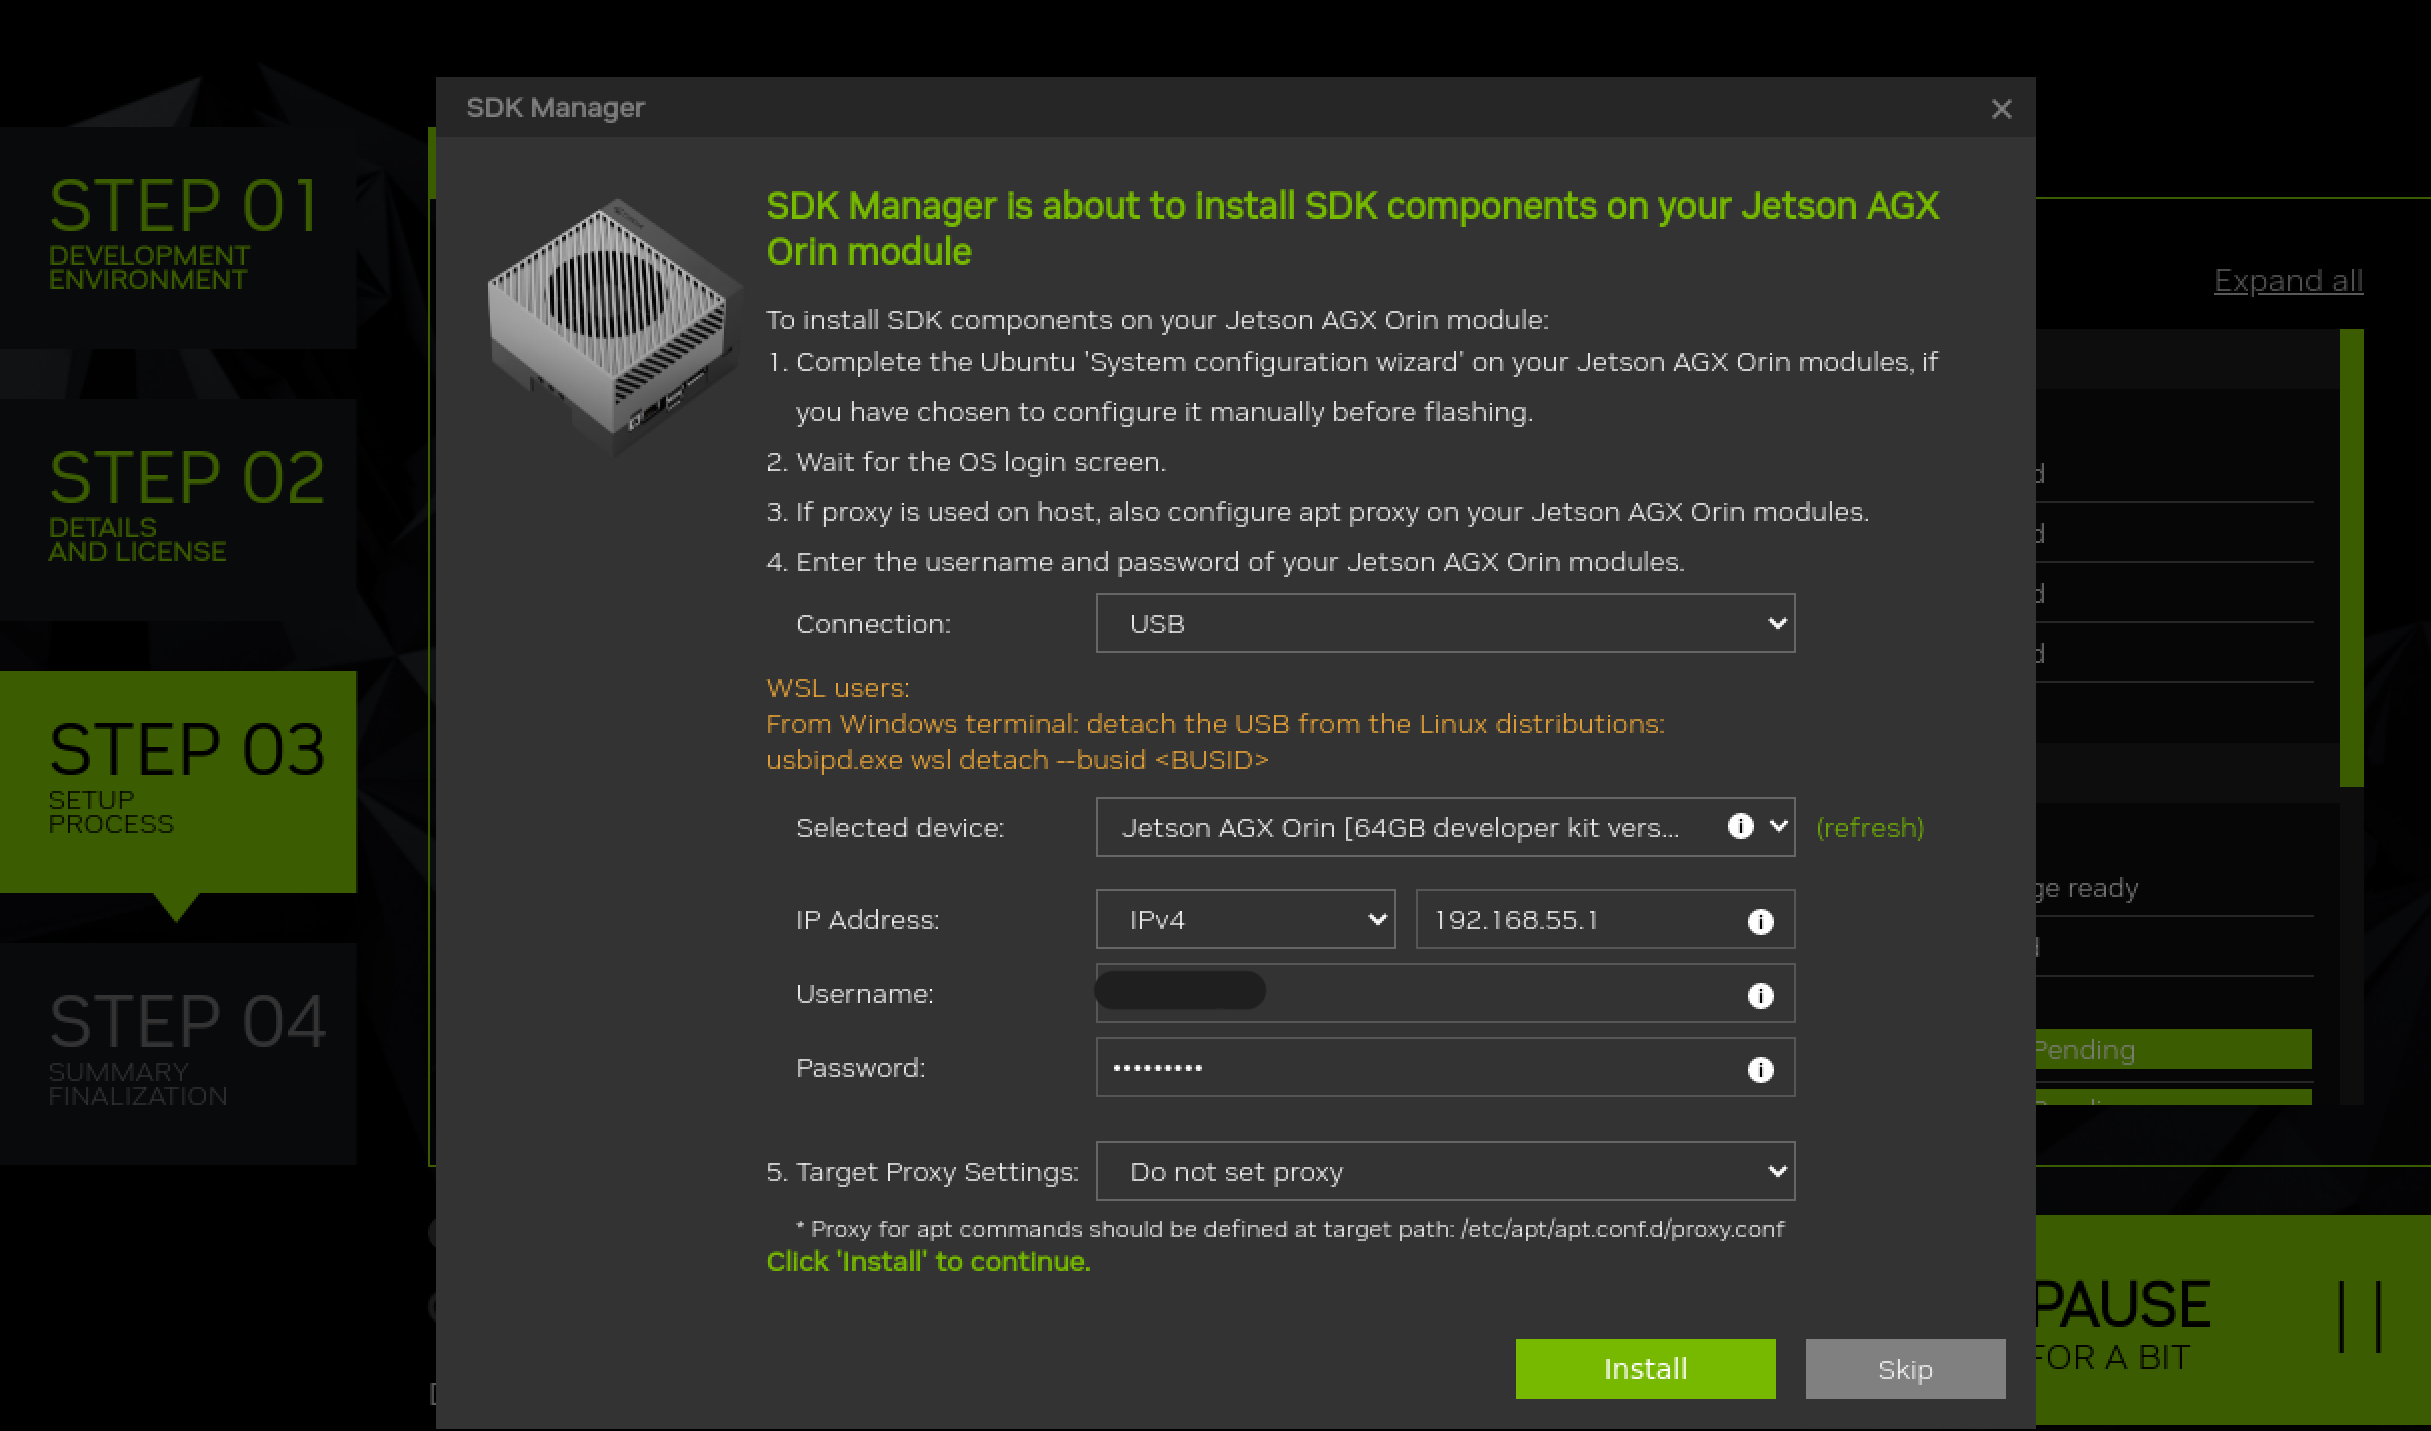 SDK Manager
STEP 01
DEVELOPMENT
ENVIRONMENT
STEP 02
DETAILS
AND LICENSE
STEP 03
SETUP
PROCESS
STEP 04
SUMMARY
FINALIZATION
SDK Manager is about to install SDK components on your Jetson AGX
Orin module
To install SDK components on your Jetson AGX Orin module:
1. Complete the Ubuntu 'System configuration wizard' on your Jetson AGX Orin modules, if
you have chosen to configure it manually before flashing.
2. Wait for the OS login screen.
3. If proxy is used on host, also configure apt proxy on your Jetson AGX Orin modules.
4. Enter the username and password of your Jetson AGX Orin modules.
Connection: USB
WSL users:
From Windows terminal: detach the USB from the Linux distributions:
usbipd.exe wsl detach --busid <BUSID>
Selected device: Jetson AGX Orin [64GB developer kit vers... (refresh)
IP Address: IPv4 192.168.55.1
Username:
Password: •••••••••
5. Target Proxy Settings: Do not set proxy
* Proxy for apt commands should be defined at target path: /etc/apt/apt.conf.d/proxy.conf
Click 'Install' to continue.
Install Skip
Expand all
ready
Pending
PAUSE
FOR A BIT